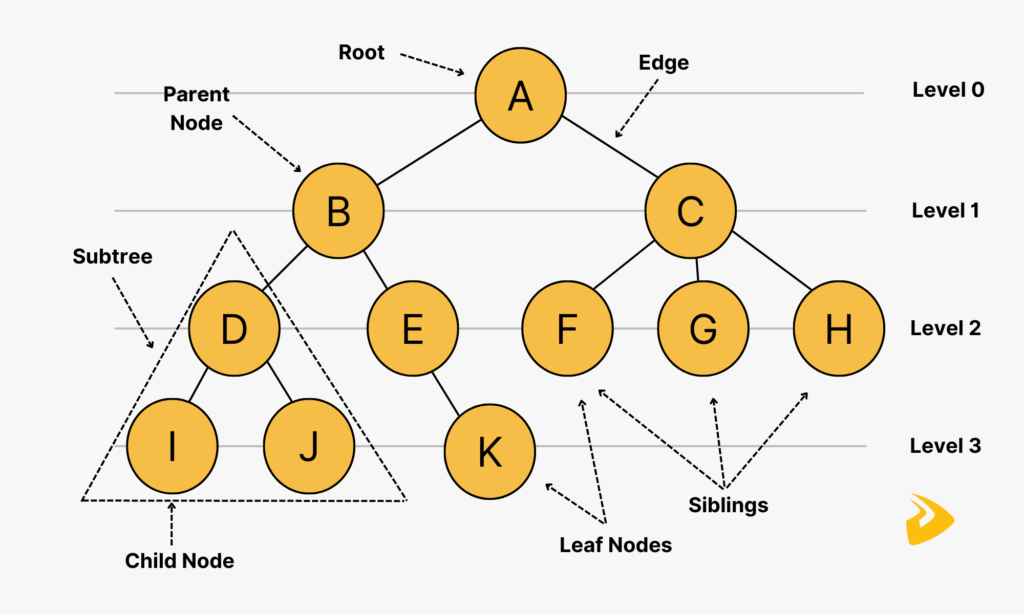 Root
Edge
A
Level 0
Parent
Node
B
C
Level 1
Subtree
D
E
F
G
H
Level 2
I
J
K
Level 3
Siblings
Leaf Nodes
Child Node